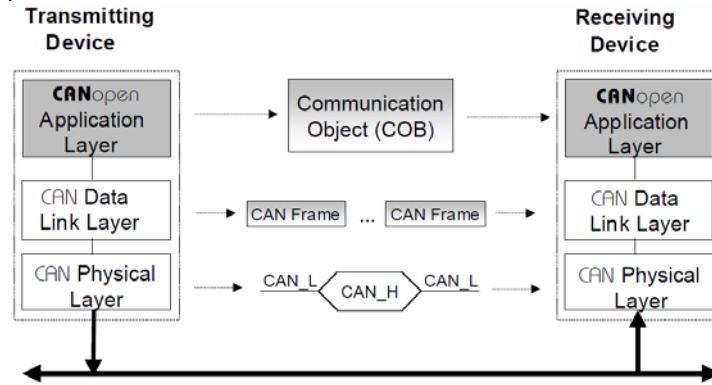 Transmitting
Device
Receiving
Device
CANopen
Application
Layer
Communication
Object (COB)
CANopen
Application
Layer
CAN Data
Link Layer
CAN Frame
...
CAN Frame
CAN Data
Link Layer
CAN Physical
Layer
CAN_L
CAN_H
CAN_L
CAN Physical
Layer